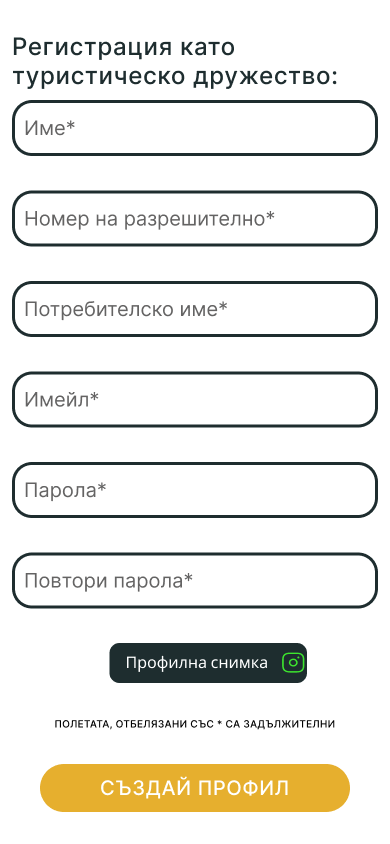 Регистрация като
туристическо дружество:
Име*
Номер на разрешително*
Потребителско име*
Имейл*
Парола*
Повтори парола*
Профилна снимка
ПОЛЕТАТА, ОТБЕЛЯЗАНИ СЪС * СА ЗАДЪЛЖИТЕЛНИ
СЪЗДАЙ ПРОФИЛ